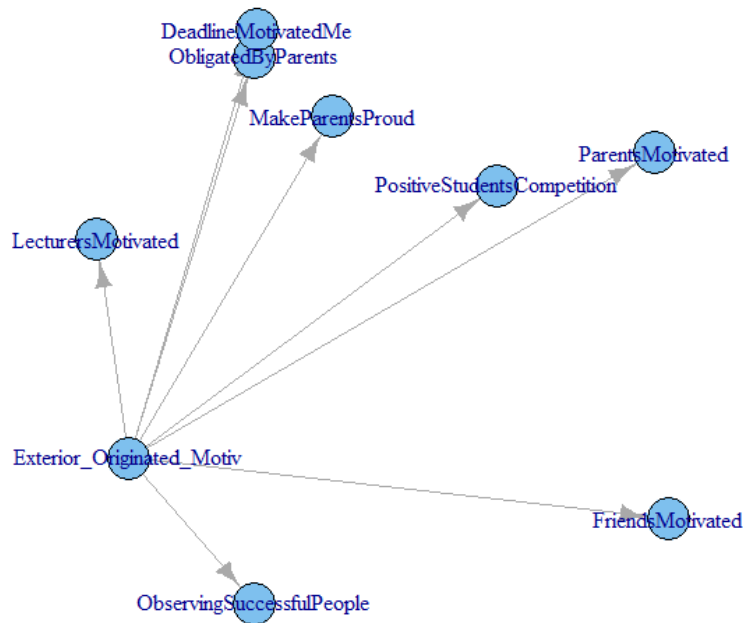 DeadlineMotivatedMe
ObligatedByParents
MakeParentsProud
ParentsMotivated
PositiveStudentsCompetition
LecturersMotivated
Exterior_Originated_Motiv
FriendsMotivated
ObservingSuccessfulPeople